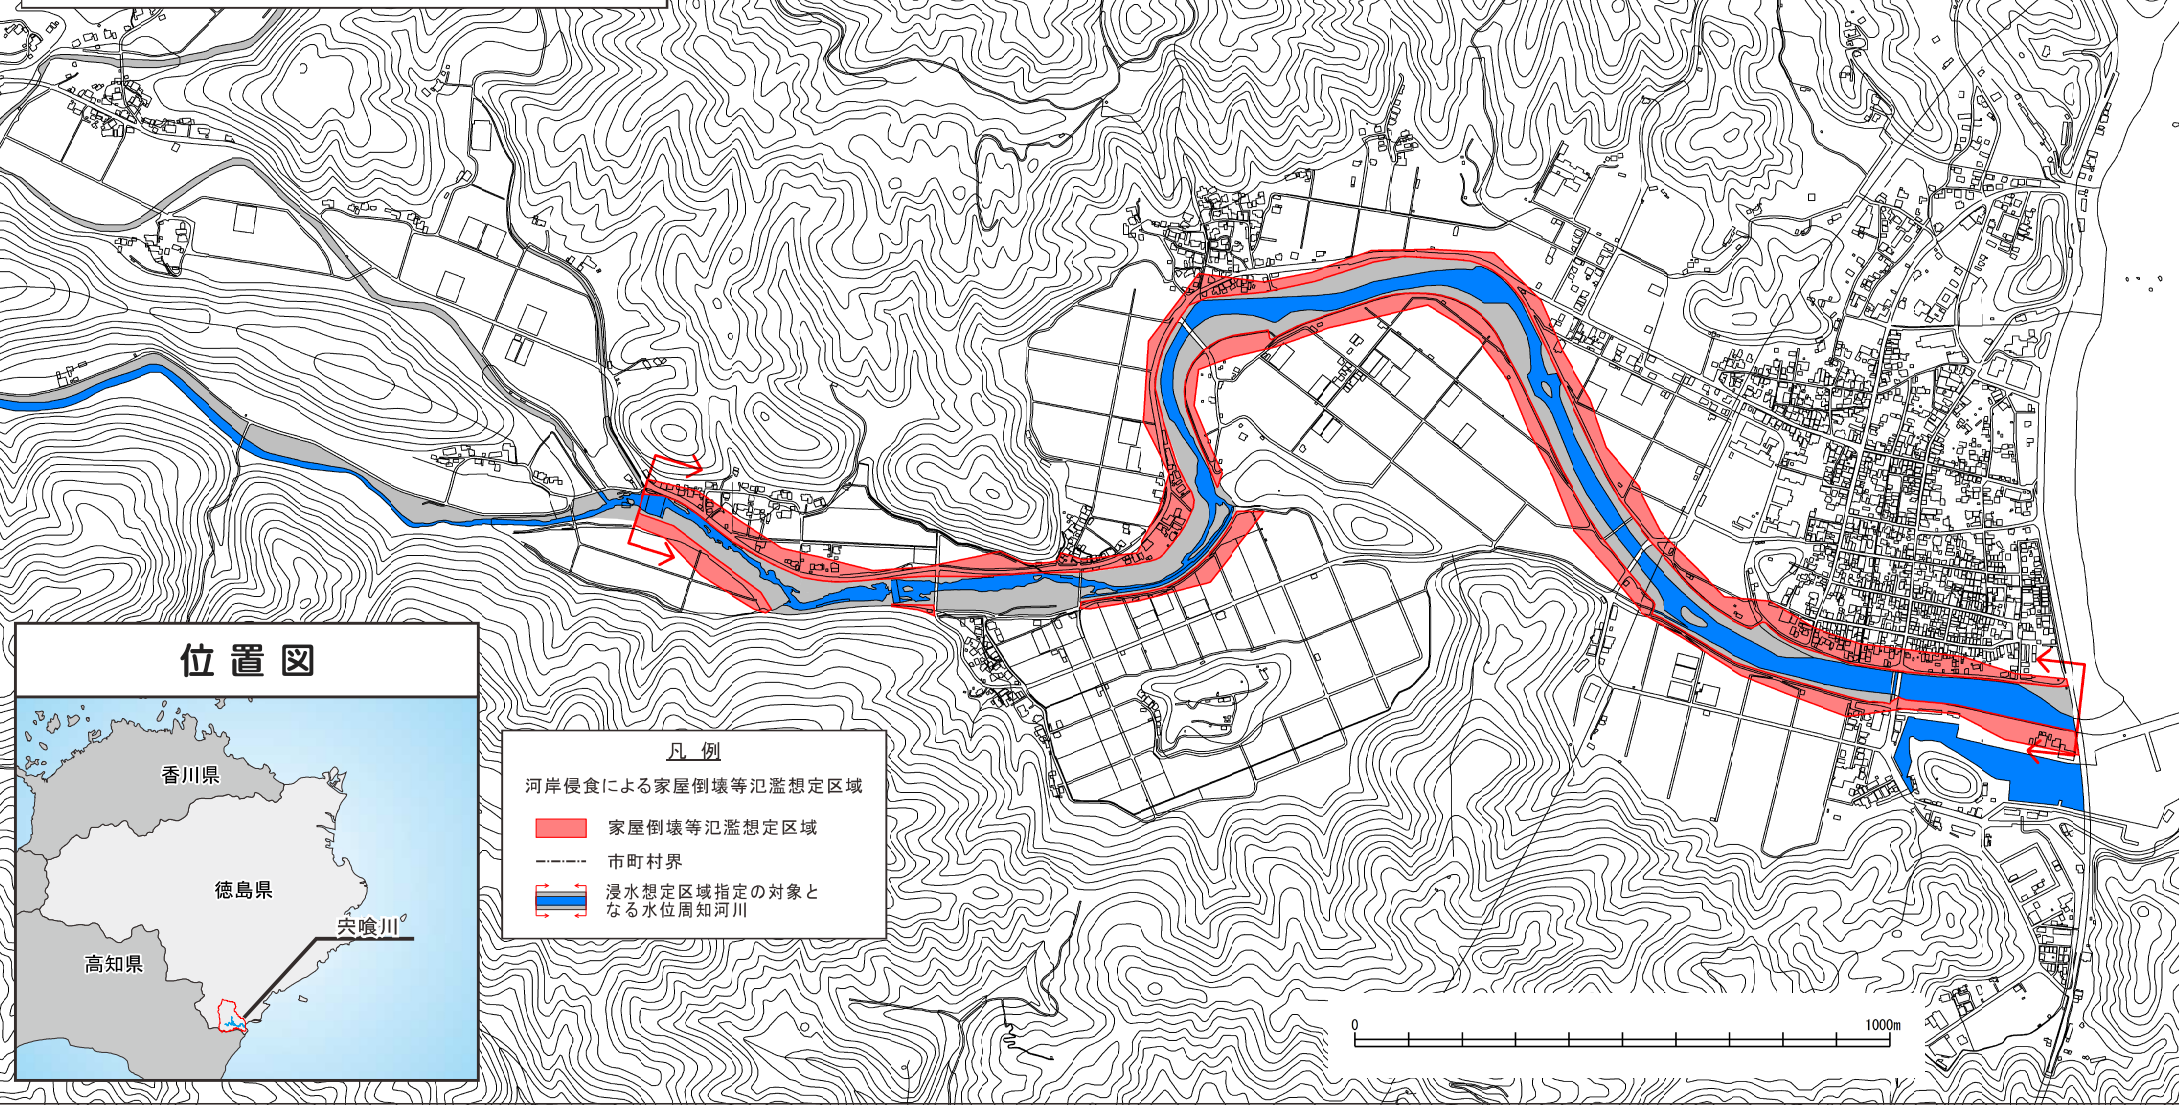 位置図
香川県
徳島県
宍喰川
高知県
凡 例
河岸侵食による家屋倒壊等氾濫想定区域
家屋倒壊等氾濫想定区域
市町村界
浸水想定区域指定の対象と
なる水位周知河川
0 1000m